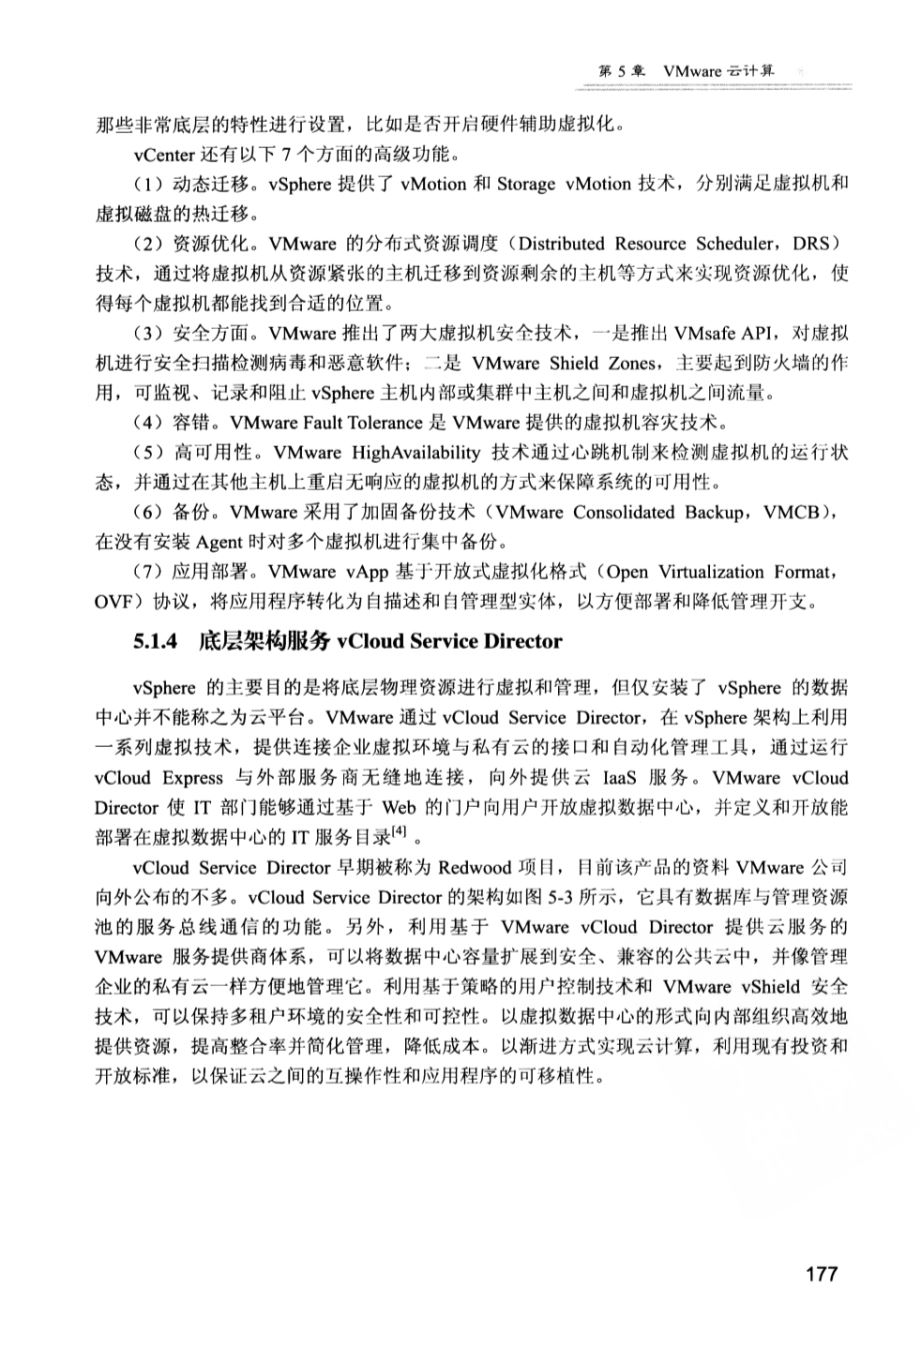 第 5 章 VMware 云计算
那些非常底层的特性进行设置，比如是否开启硬件辅助虚拟化。
vCenter 还有以下 7 个方面的高级功能。
（1）动态迁移。vSphere 提供了 vMotion 和 Storage vMotion 技术，分别满足虚拟机和
虚拟磁盘的热迁移。
（2）资源优化。VMware 的分布式资源调度（Distributed Resource Scheduler，DRS）
技术，通过将虚拟机从资源紧张的主机迁移到资源剩余的主机等方式来实现资源优化，使
得每个虚拟机都能找到合适的位置。
（3）安全方面。VMware 推出了两大虚拟机安全技术，一是推出 VMsafe API，对虚拟
机进行安全扫描检测病毒和恶意软件；二是 VMware Shield Zones，主要起到防火墙的作
用，可监视、记录和阻止 vSphere 主机内部或集群中主机之间和虚拟机之间流量。
（4）容错。VMware Fault Tolerance 是 VMware 提供的虚拟机容灾技术。
（5）高可用性。VMware HighAvailability 技术通过心跳机制来检测虚拟机的运行状
态，并通过在其他主机上重启无响应的虚拟机的方式来保障系统的可用性。
（6）备份。VMware 采用了加固备份技术（VMware Consolidated Backup，VMCB），
在没有安装 Agent 时对多个虚拟机进行集中备份。
（7）应用部署。VMware vApp 基于开放式虚拟化格式（Open Virtualization Format，
OVF）协议，将应用程序转化为自描述和自管理型实体，以方便部署和降低管理开支。
5.1.4 底层架构服务 vCloud Service Director
vSphere 的主要目的是将底层物理资源进行虚拟和管理，但仅安装了 vSphere 的数据
中心并不能称之为云平台。VMware 通过 vCloud Service Director，在 vSphere 架构上利用
一系列虚拟技术，提供连接企业虚拟环境与私有云的接口和自动化管理工具，通过运行
vCloud Express 与外部服务商无缝地连接，向外提供云 IaaS 服务。VMware vCloud
Director 使 IT 部门能够通过基于 Web 的门户向用户开放虚拟数据中心，并定义和开放能
部署在虚拟数据中心的 IT 服务目录[4]。
vCloud Service Director 早期被称为 Redwood 项目，目前该产品的资料 VMware 公司
向外公布的不多。vCloud Service Director 的架构如图 5-3 所示，它具有数据库与管理资源
池的服务总线通信的功能。另外，利用基于 VMware vCloud Director 提供云服务的
VMware 服务提供商体系，可以将数据中心容量扩展到安全、兼容的公共云中，并像管理
企业的私有云一样方便地管理它。利用基于策略的用户控制技术和 VMware vShield 安全
技术，可以保持多租户环境的安全性和可控性。以虚拟数据中心的形式向内部组织高效地
提供资源，提高整合率并简化管理，降低成本。以渐进方式实现云计算，利用现有投资和
开放标准，以保证云之间的互操作性和应用程序的可移植性。
177